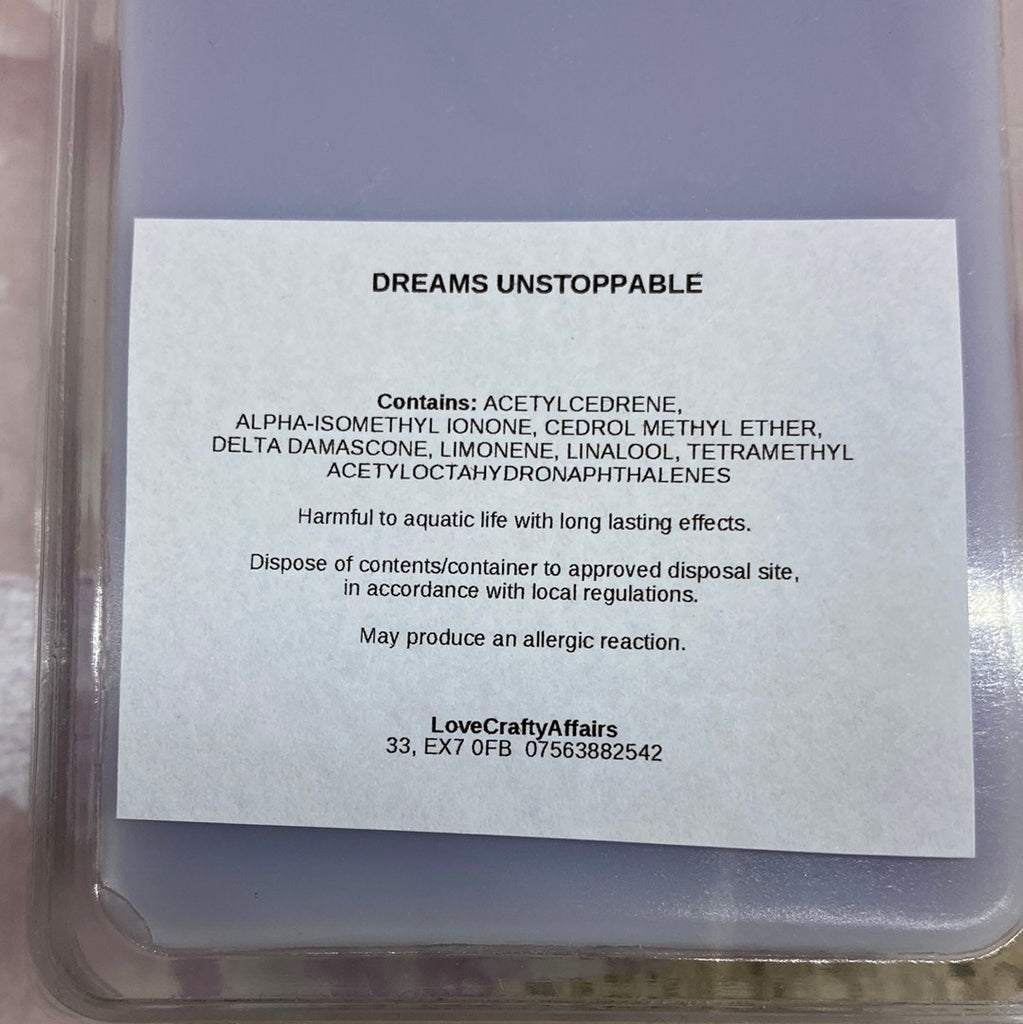 DREAMS UNSTOPPABLE
Contains: ACETYLCEDRENE,
ALPHA-ISOMETHYL IONONE, CEDROL METHYL ETHER,
DELTA DAMASCONE, LIMONENE, LINALOOL, TETRAMETHYL
ACETYLOCTAHYDRONAPHTHALENES
Harmful to aquatic life with long lasting effects.
Dispose of contents/container to approved disposal site,
in accordance with local regulations.
May produce an allergic reaction.
LoveCraftyAffairs
33, EX7 0FB 07563882542